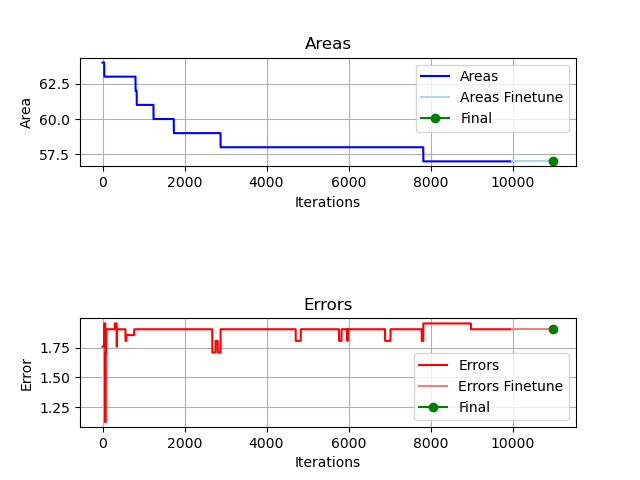 Areas
62.5
60.0
57.5
Area
Areas
Areas Finetune
Final
0 2000 4000 6000 8000 10000
Iterations
Errors
1.75
1.50
1.25
Error
Errors
Errors Finetune
Final
0 2000 4000 6000 8000 10000
Iterations